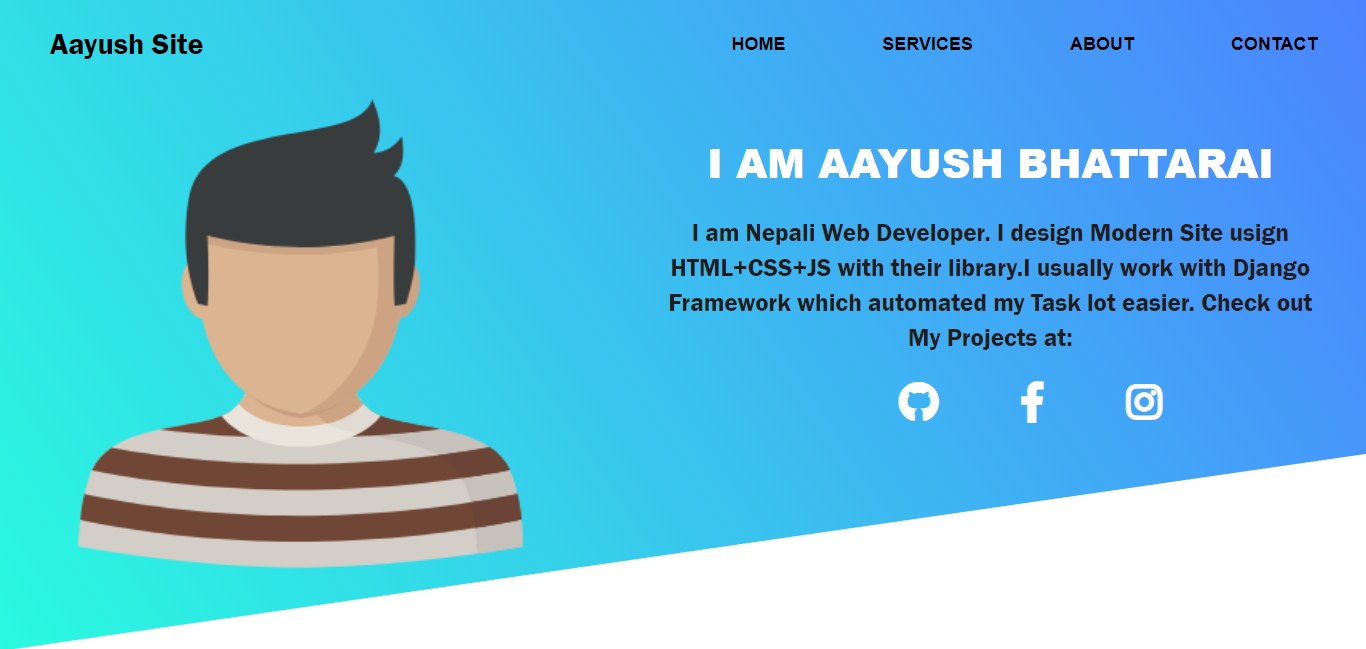 Aayush Site
HOME
SERVICES
ABOUT
CONTACT
I AM AAYUSH BHATTARAI
I am Nepali Web Developer. I design Modern Site usign
HTML+CSS+JS with their library.I usually work with Django
Framework which automated my Task lot easier. Check out
My Projects at: